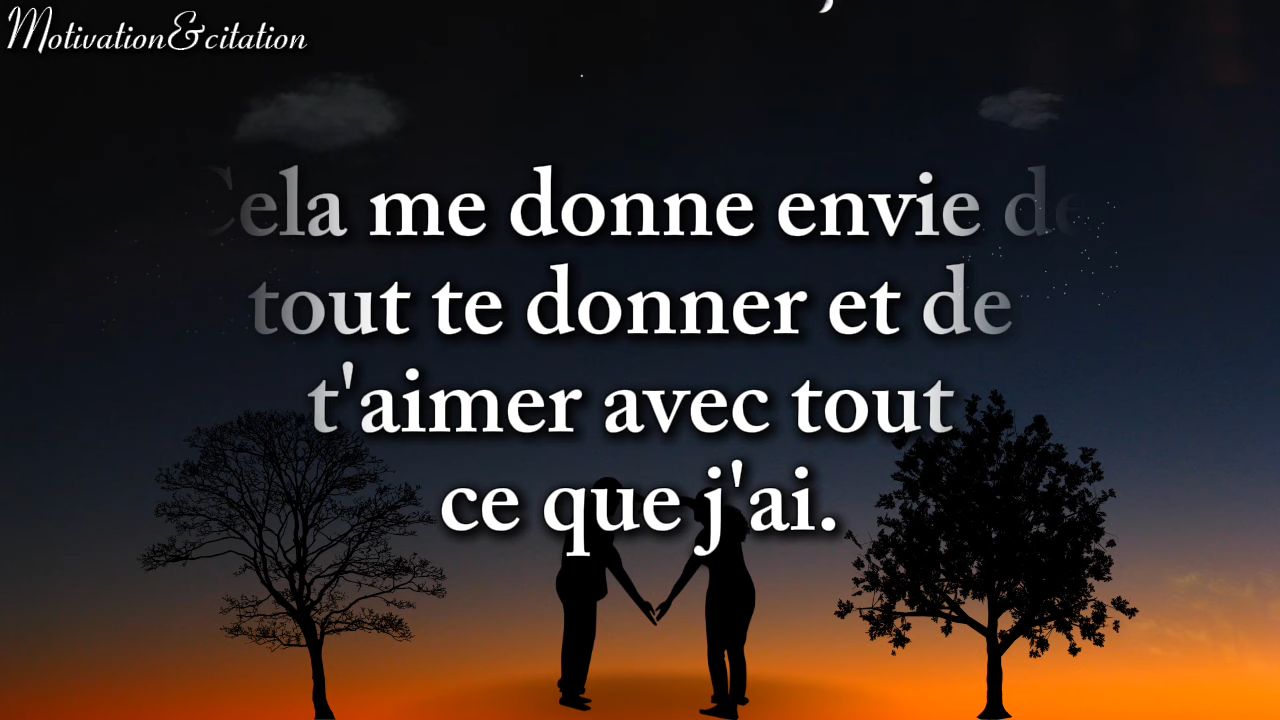 Motivation&citation
Cela me donne envie de
tout te donner et de
t'aimer avec tout
ce que j'ai.